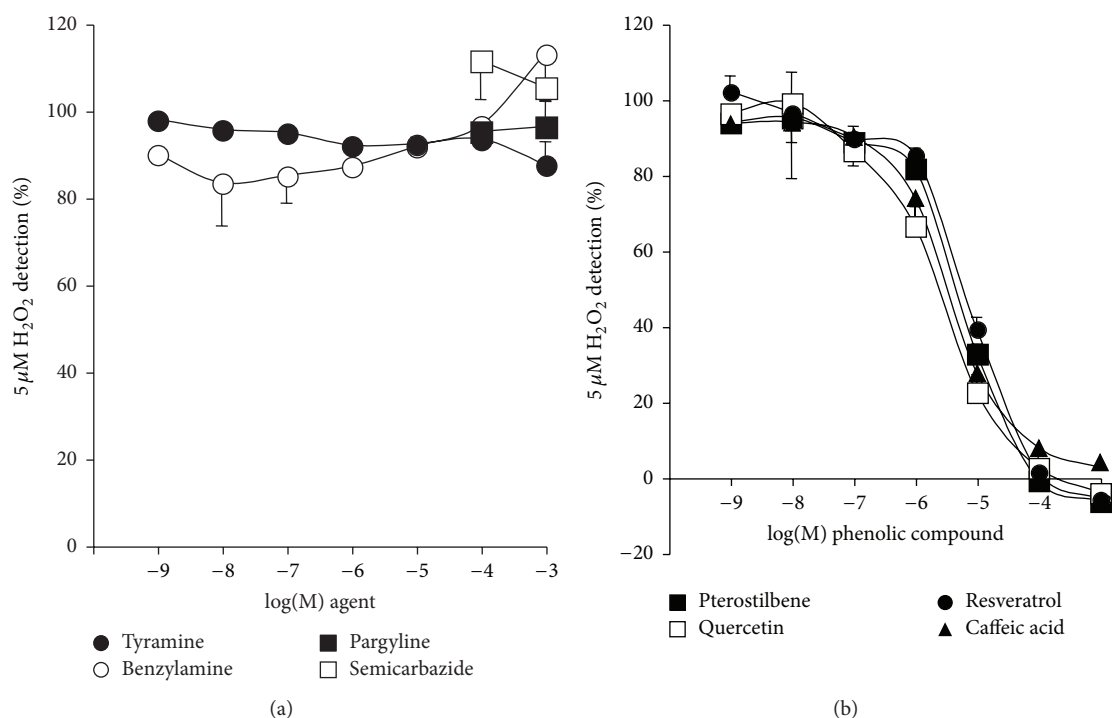 120
100
80
60
40
20
0
5 µM H₂O₂ detection (%)
−9 −8 −7 −6 −5 −4 −3
log(M) agent
Tyramine Pargyline
Benzylamine Semicarbazide
(a)
120
100
80
60
40
20
0
−20
5 µM H₂O₂ detection (%)
−9 −8 −7 −6 −5 −4
log(M) phenolic compound
Pterostilbene Resveratrol
Quercetin Caffeic acid
(b)